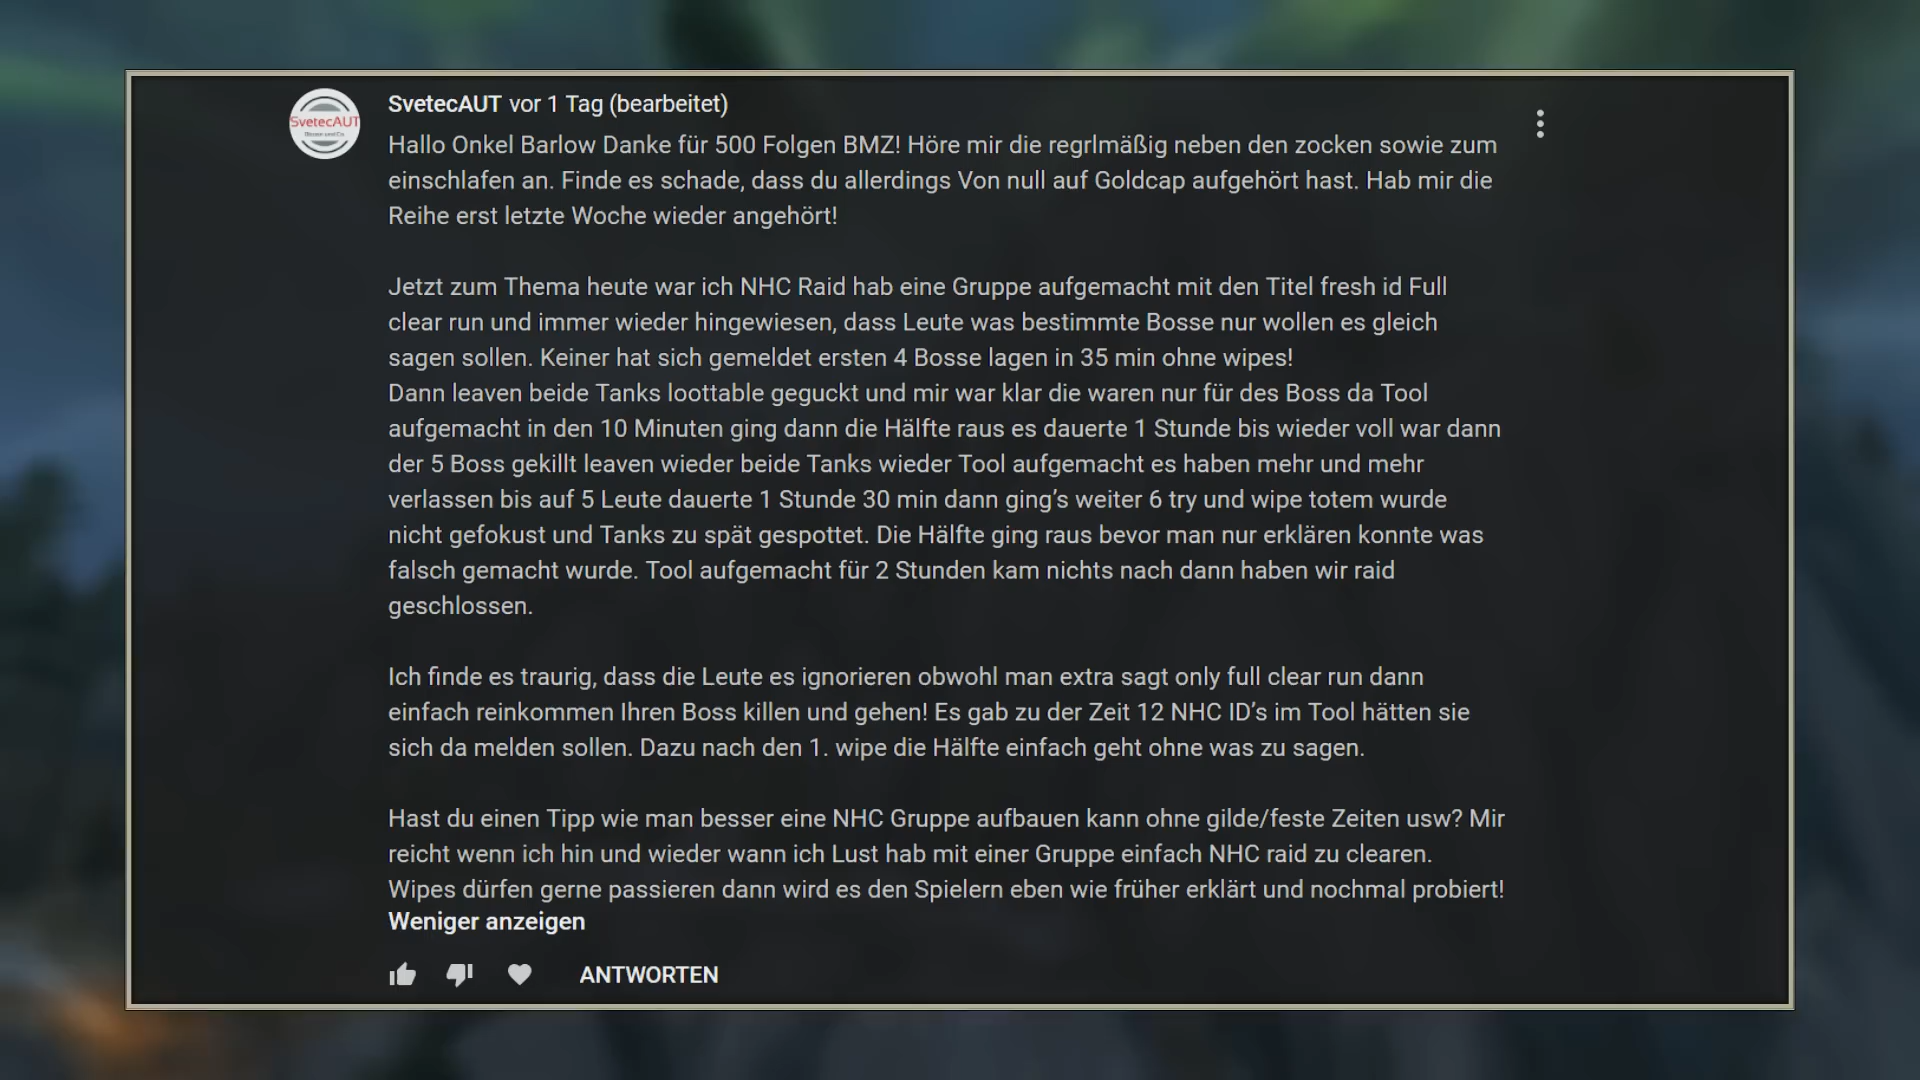 SvetecAUT vor 1 Tag (bearbeitet)
SvetecAUT
Hallo Onkel Barlow Danke für 500 Folgen BMZ! Höre mir die regrlmäßig neben den zocken sowie zum
einschlafen an. Finde es schade, dass du allerdings Von null auf Goldcap aufgehört hast. Hab mir die
Reihe erst letzte Woche wieder angehört!
Jetzt zum Thema heute war ich NHC Raid hab eine Gruppe aufgemacht mit den Titel fresh id Full
clear run und immer wieder hingewiesen, dass Leute was bestimmte Bosse nur wollen es gleich
sagen sollen. Keiner hat sich gemeldet ersten 4 Bosse lagen in 35 min ohne wipes!
Dann leaven beide Tanks loottable geguckt und mir war klar die waren nur für des Boss da Tool
aufgemacht in den 10 Minuten ging dann die Hälfte raus es dauerte 1 Stunde bis wieder voll war dann
der 5 Boss gekillt leaven wieder beide Tanks wieder Tool aufgemacht es haben mehr und mehr
verlassen bis auf 5 Leute dauerte 1 Stunde 30 min dann ging’s weiter 6 try und wipe totem wurde
nicht gefokust und Tanks zu spät gespottet. Die Hälfte ging raus bevor man nur erklären konnte was
falsch gemacht wurde. Tool aufgemacht für 2 Stunden kam nichts nach dann haben wir raid
geschlossen.
Ich finde es traurig, dass die Leute es ignorieren obwohl man extra sagt only full clear run dann
einfach reinkommen Ihren Boss killen und gehen! Es gab zu der Zeit 12 NHC ID’s im Tool hätten sie
sich da melden sollen. Dazu nach den 1. wipe die Hälfte einfach geht ohne was zu sagen.
Hast du einen Tipp wie man besser eine NHC Gruppe aufbauen kann ohne gilde/feste Zeiten usw? Mir
reicht wenn ich hin und wieder wann ich Lust hab mit einer Gruppe einfach NHC raid zu clearen.
Wipes dürfen gerne passieren dann wird es den Spielern eben wie früher erklärt und nochmal probiert!
Weniger anzeigen
ANTWORTEN